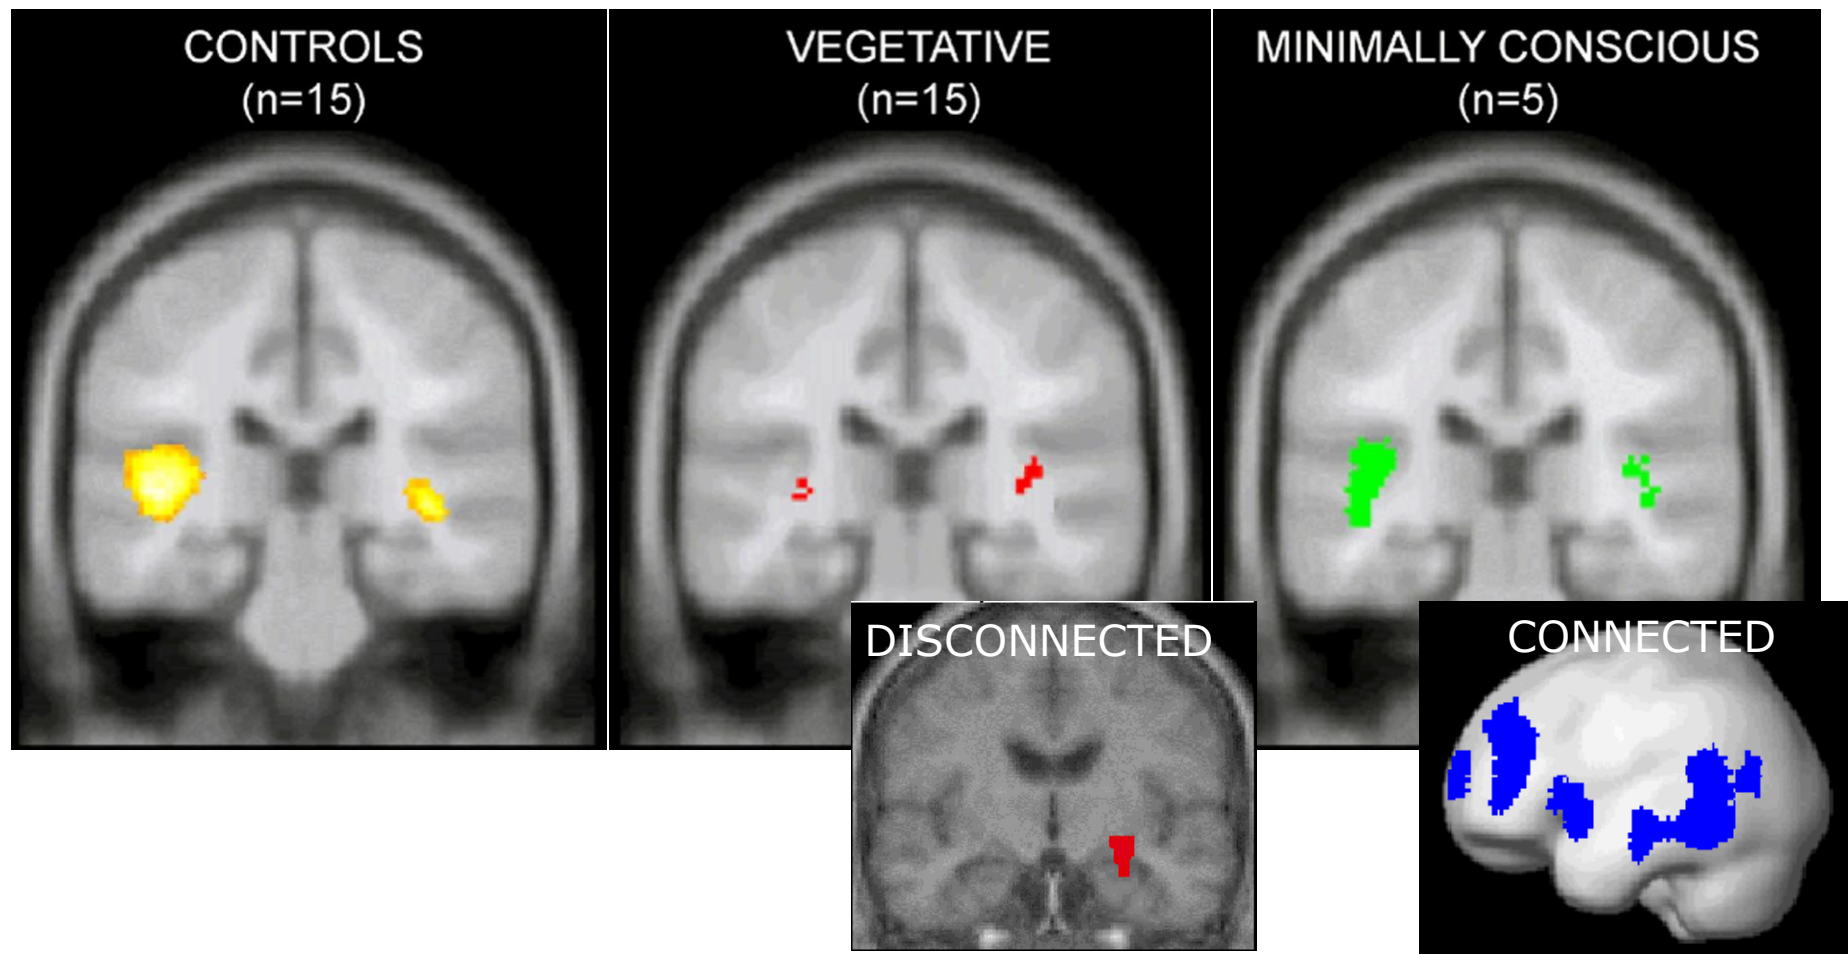 CONTROLS
(n=15)
VEGETATIVE
(n=15)
MINIMALLY CONSCIOUS
(n=5)
DISCONNECTED
CONNECTED